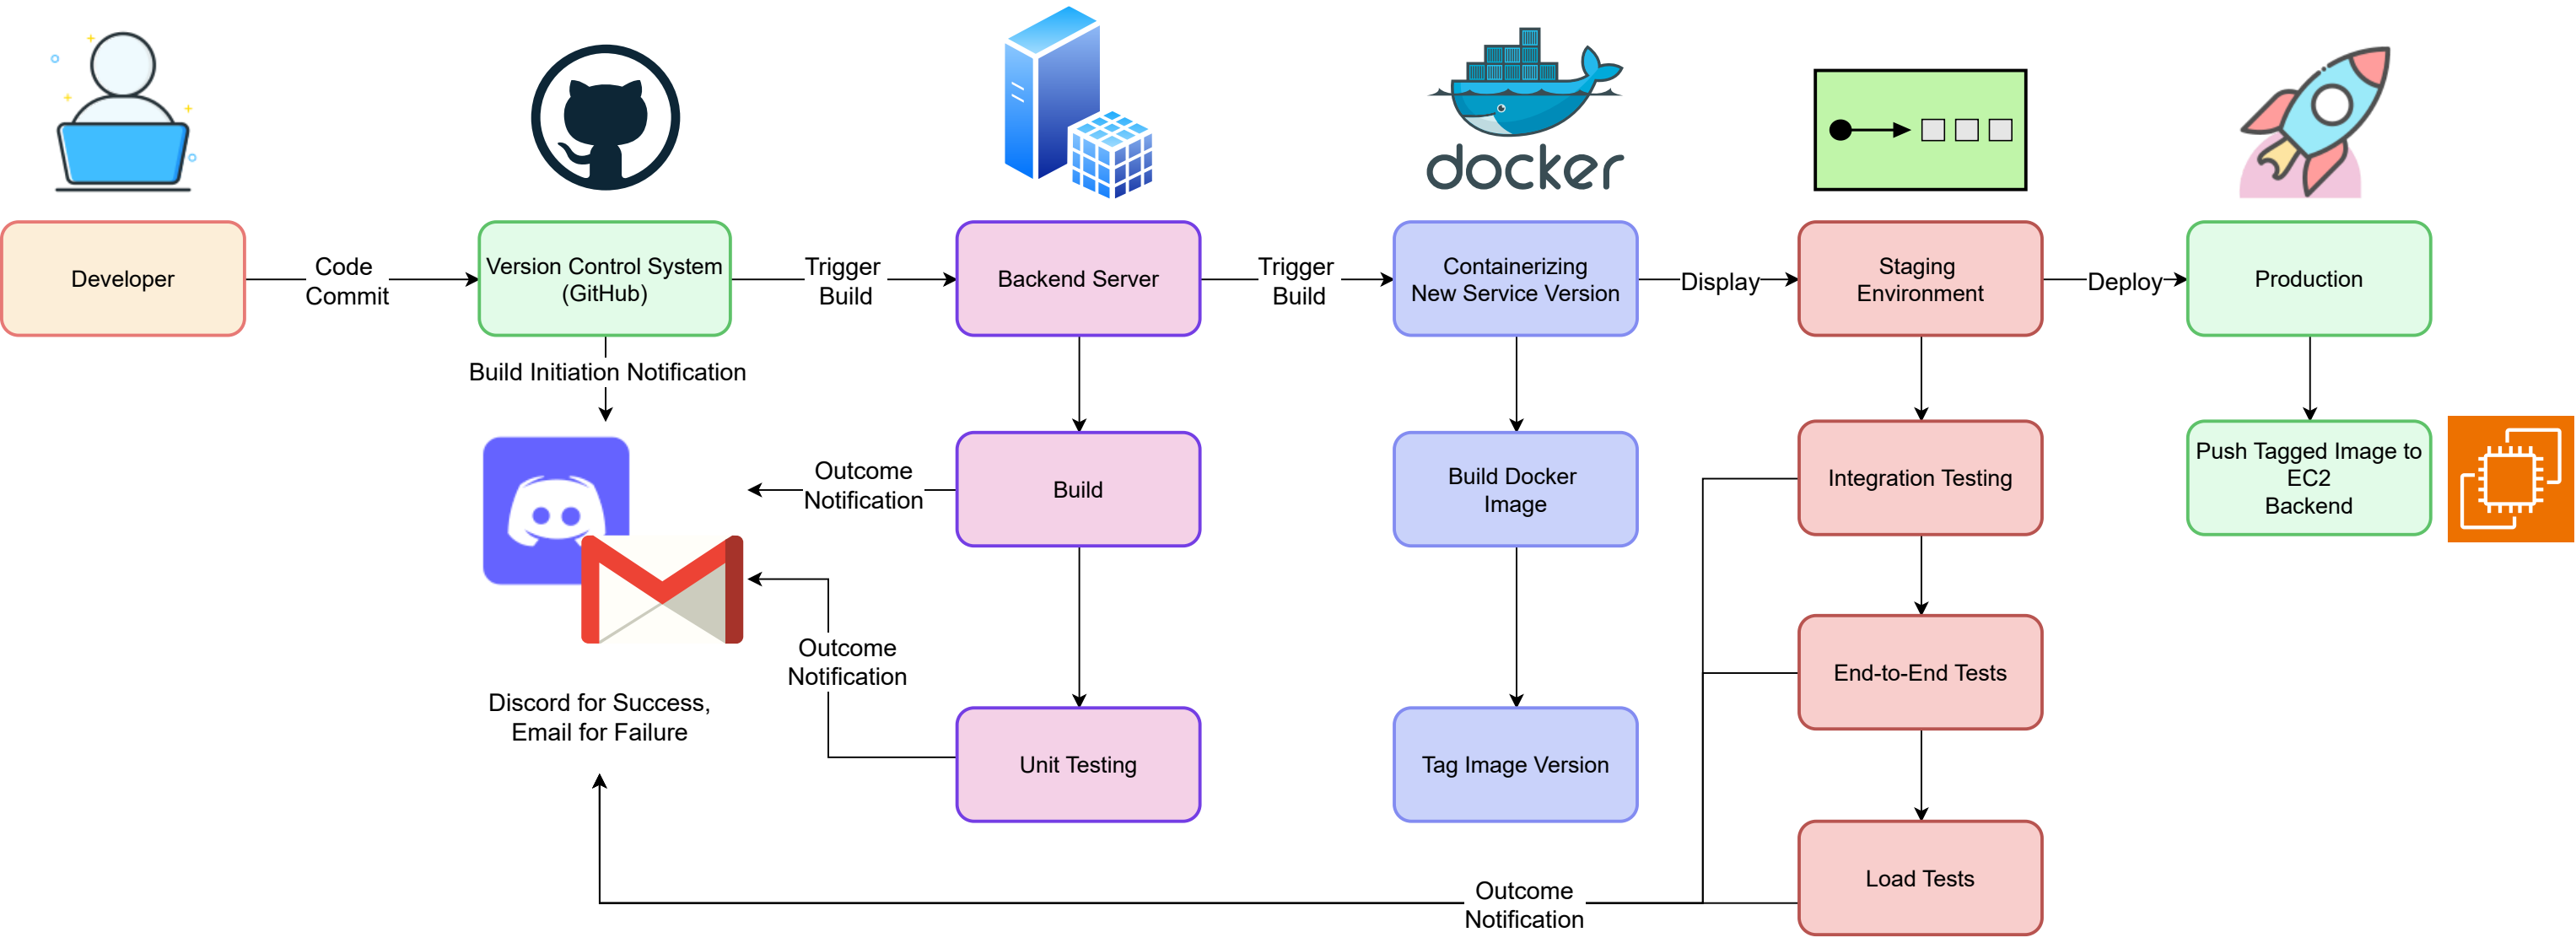 docker
Developer
Code
Commit
Version Control System
(GitHub)
Trigger
Build
Backend Server
Trigger
Build
Containerizing
New Service Version
Display
Staging
Environment
Deploy
Production
Build Initiation Notification
Outcome
Notification
Build
Build Docker
Image
Integration Testing
Push Tagged Image to
EC2
Backend
Outcome
Notification
End-to-End Tests
Discord for Success,
Email for Failure
Unit Testing
Tag Image Version
Load Tests
Outcome
Notification